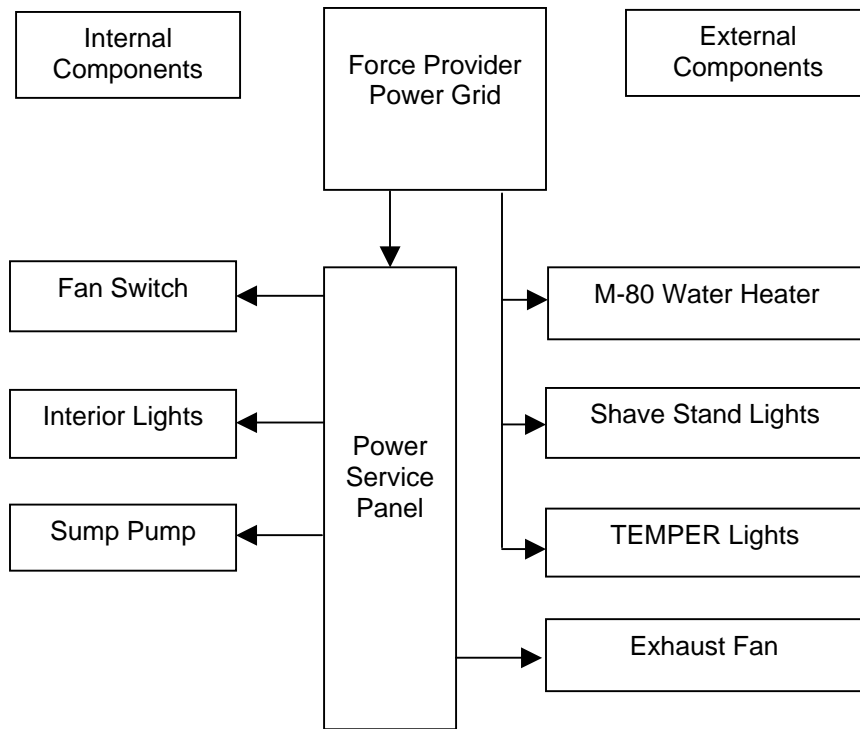 Internal
Components
Force Provider
Power Grid
External
Components
Fan Switch
M-80 Water Heater
Interior Lights
Shave Stand Lights
Power
Service
Panel
Sump Pump
TEMPER Lights
Exhaust Fan